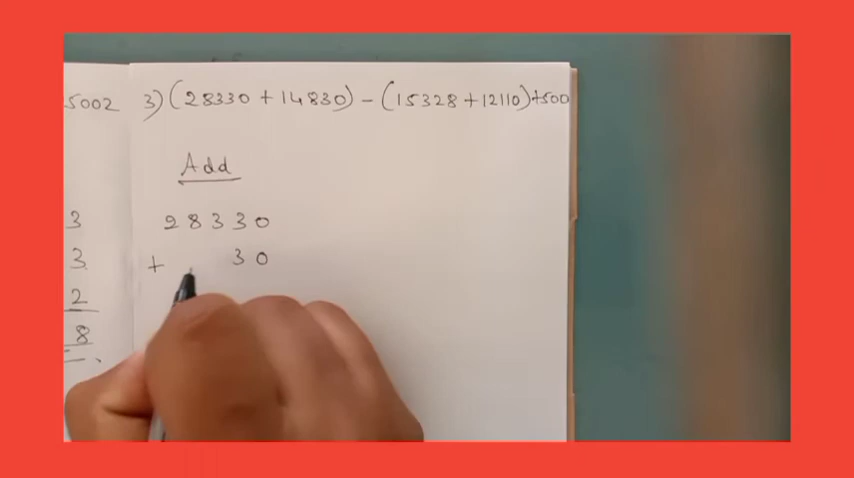 5002 3) (28330 + 14830) - (15328 + 12110) + 500
Add
3 28330
3 + 30
2
8